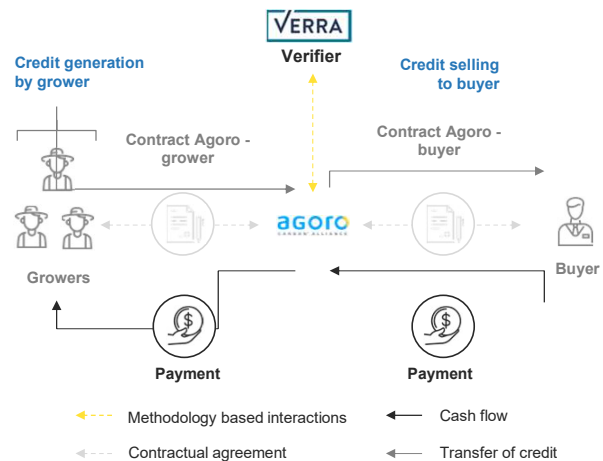 VERRA
Verifier
Credit generation
by grower
Credit selling
to buyer
Contract Agoro -
grower
Contract Agoro -
buyer
agoro
CARBON ALLIANCE
Growers
Buyer
$
$
Payment
Payment
Methodology based interactions
Cash flow
Contractual agreement
Transfer of credit